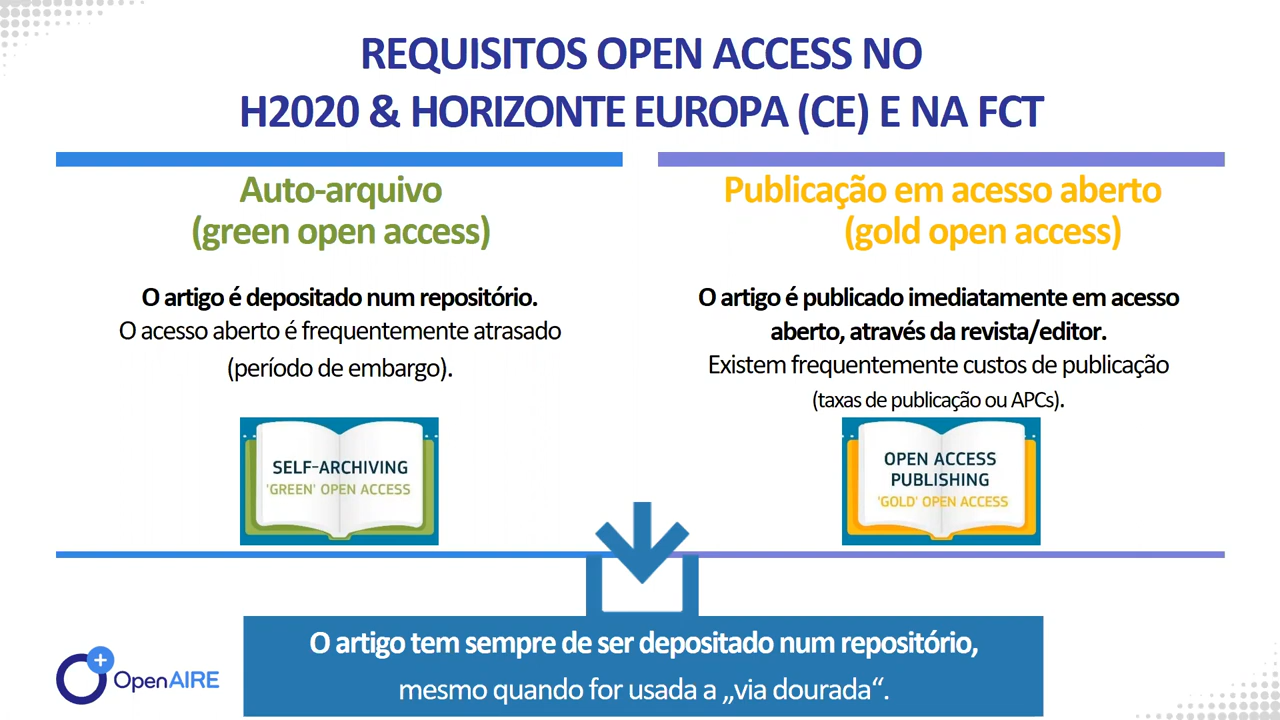 REQUISITOS OPEN ACCESS NO
H2020 & HORIZONTE EUROPA (CE) E NA FCT
Auto-arquivo
(green open access)
O artigo é depositado num repositório.
O acesso aberto é frequentemente atrasado
(período de embargo).
SELF-ARCHIVING
'GREEN' OPEN ACCESS
Publicação em acesso aberto
(gold open access)
O artigo é publicado imediatamente em acesso
aberto, através da revista/editor.
Existem frequentemente custos de publicação
(taxas de publicação ou APCs).
OPEN ACCESS
PUBLISHING
'GOLD' OPEN ACCESS
O artigo tem sempre de ser depositado num repositório,
mesmo quando for usada a „via dourada“.
OpenAIRE